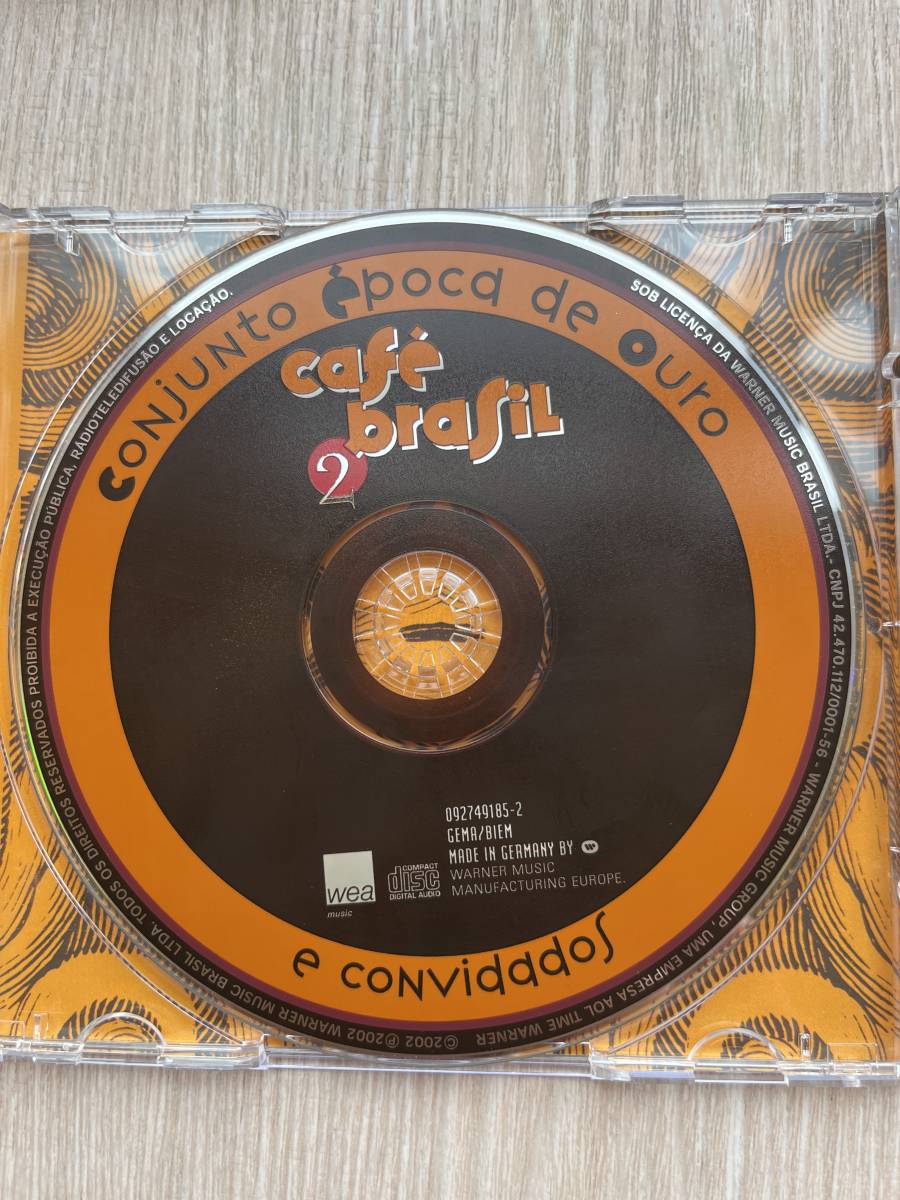 Conjunto Época de Ouro
café
brasil
2
092749185-2
GEMA/BIEM
MADE IN GERMANY BY
WARNER MUSIC
MANUFACTURING EUROPE.
wea
music
COMPACT
disc
DIGITAL AUDIO
e convidados
SOB LICENÇA DA WARNER MUSIC BRASIL LTDA.- CNPJ 42.470.112/0001-56 - WARNER MUSIC GROUP, UMA EMPRESA AOL TIME WARNER ©2002 ℗2002 WARNER MUSIC BRASIL LTDA. TODOS OS DIREITOS RESERVADOS PROIBIDA A EXECUÇÃO PÚBLICA, RADIOTELEDIFUSÃO E LOCAÇÃO.